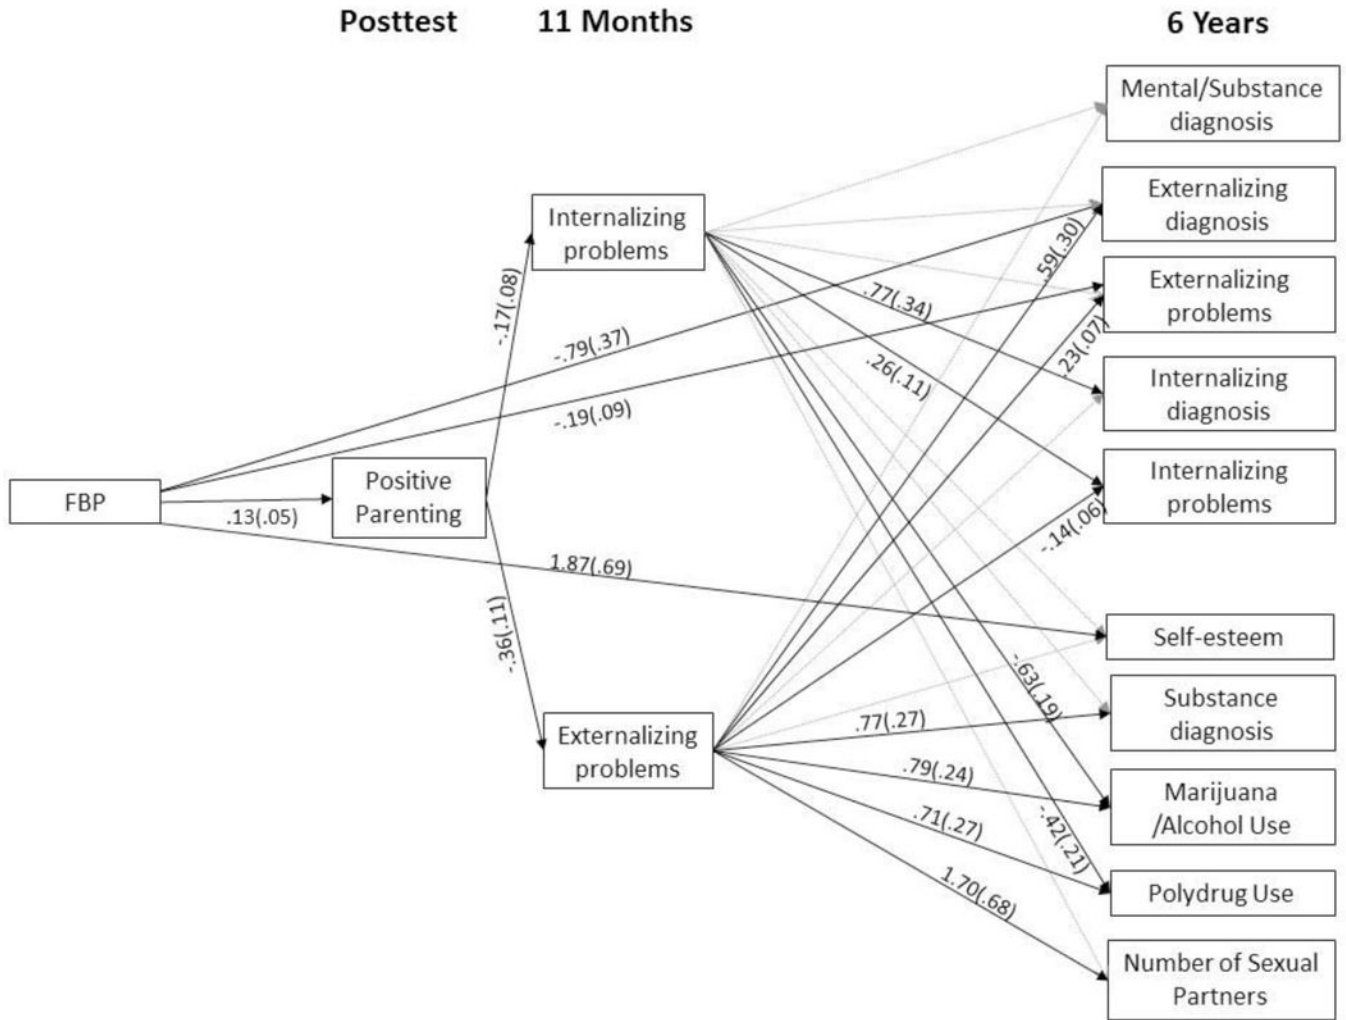 Posttest
11 Months
6 Years
Mental/Substance
diagnosis
Externalizing
diagnosis
Externalizing
problems
Internalizing
diagnosis
Internalizing
problems
Self-esteem
Substance
diagnosis
Marijuana
/Alcohol Use
Polydrug Use
Number of Sexual
Partners
Internalizing
problems
Externalizing
problems
Positive
Parenting
FBP
-.17(.08)
-.79(.37)
-.19(.09)
.13(.05)
1.87(.69)
-.36(.11)
.59(.30)
.23(.07)
.77(.34)
.26(.11)
-.14(.06)
-.63(.19)
.77(.27)
.79(.24)
-.42(.21)
.71(.27)
1.70(.68)